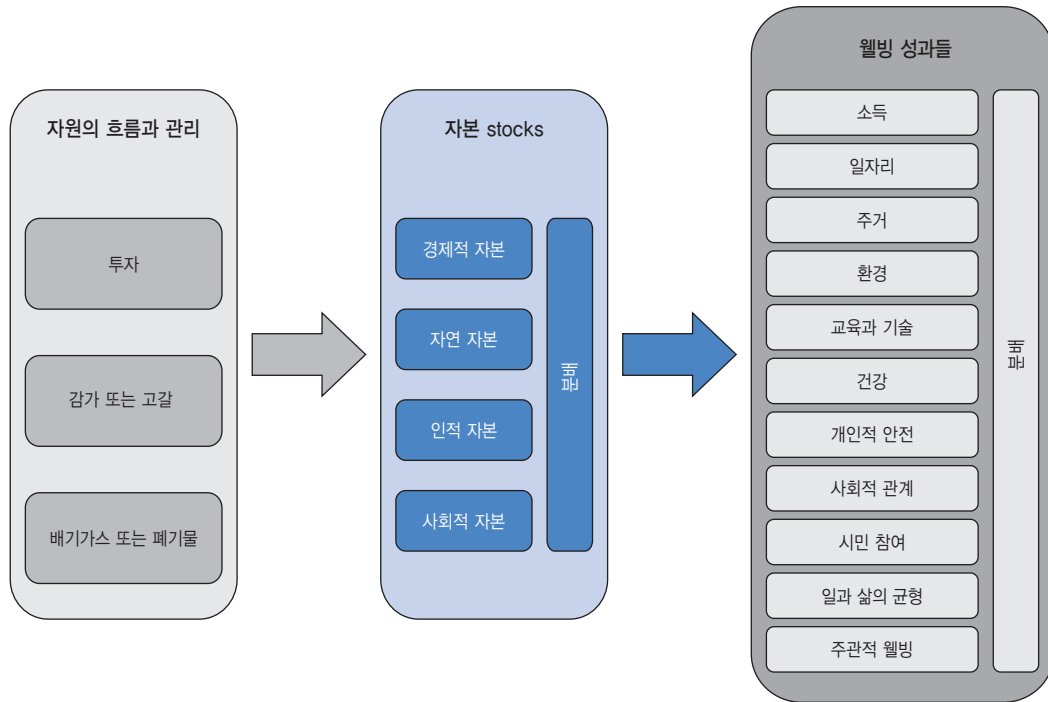 자원의 흐름과 관리
투자
감가 또는 고갈
배기가스 또는 폐기물
자본 stocks
경제적 자본
자연 자본
인적 자본
사회적 자본
분배
웰빙 성과들
소득
일자리
주거
환경
교육과 기술
건강
개인적 안전
사회적 관계
시민 참여
일과 삶의 균형
주관적 웰빙
분배